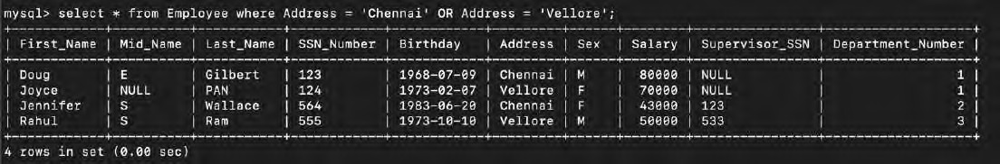 mysql> select * from Employee where Address = 'Chennai' OR Address = 'Vellore';
| First_Name | Mid_Name | Last_Name | SSN_Number | Birthday | Address | Sex | Salary | Supervisor_SSN | Department_Number |
| Doug | E | Gilbert | 123 | 1968-07-09 | Chennai | M | 80000 | NULL | 1 |
| Joyce | NULL | PAN | 124 | 1973-02-07 | Vellore | F | 70000 | NULL | 1 |
| Jennifer | S | Wallace | 564 | 1983-06-20 | Chennai | F | 43000 | 123 | 2 |
| Rahul | S | Ram | 555 | 1973-10-10 | Vellore | M | 50000 | 533 | 3 |
4 rows in set (0.00 sec)